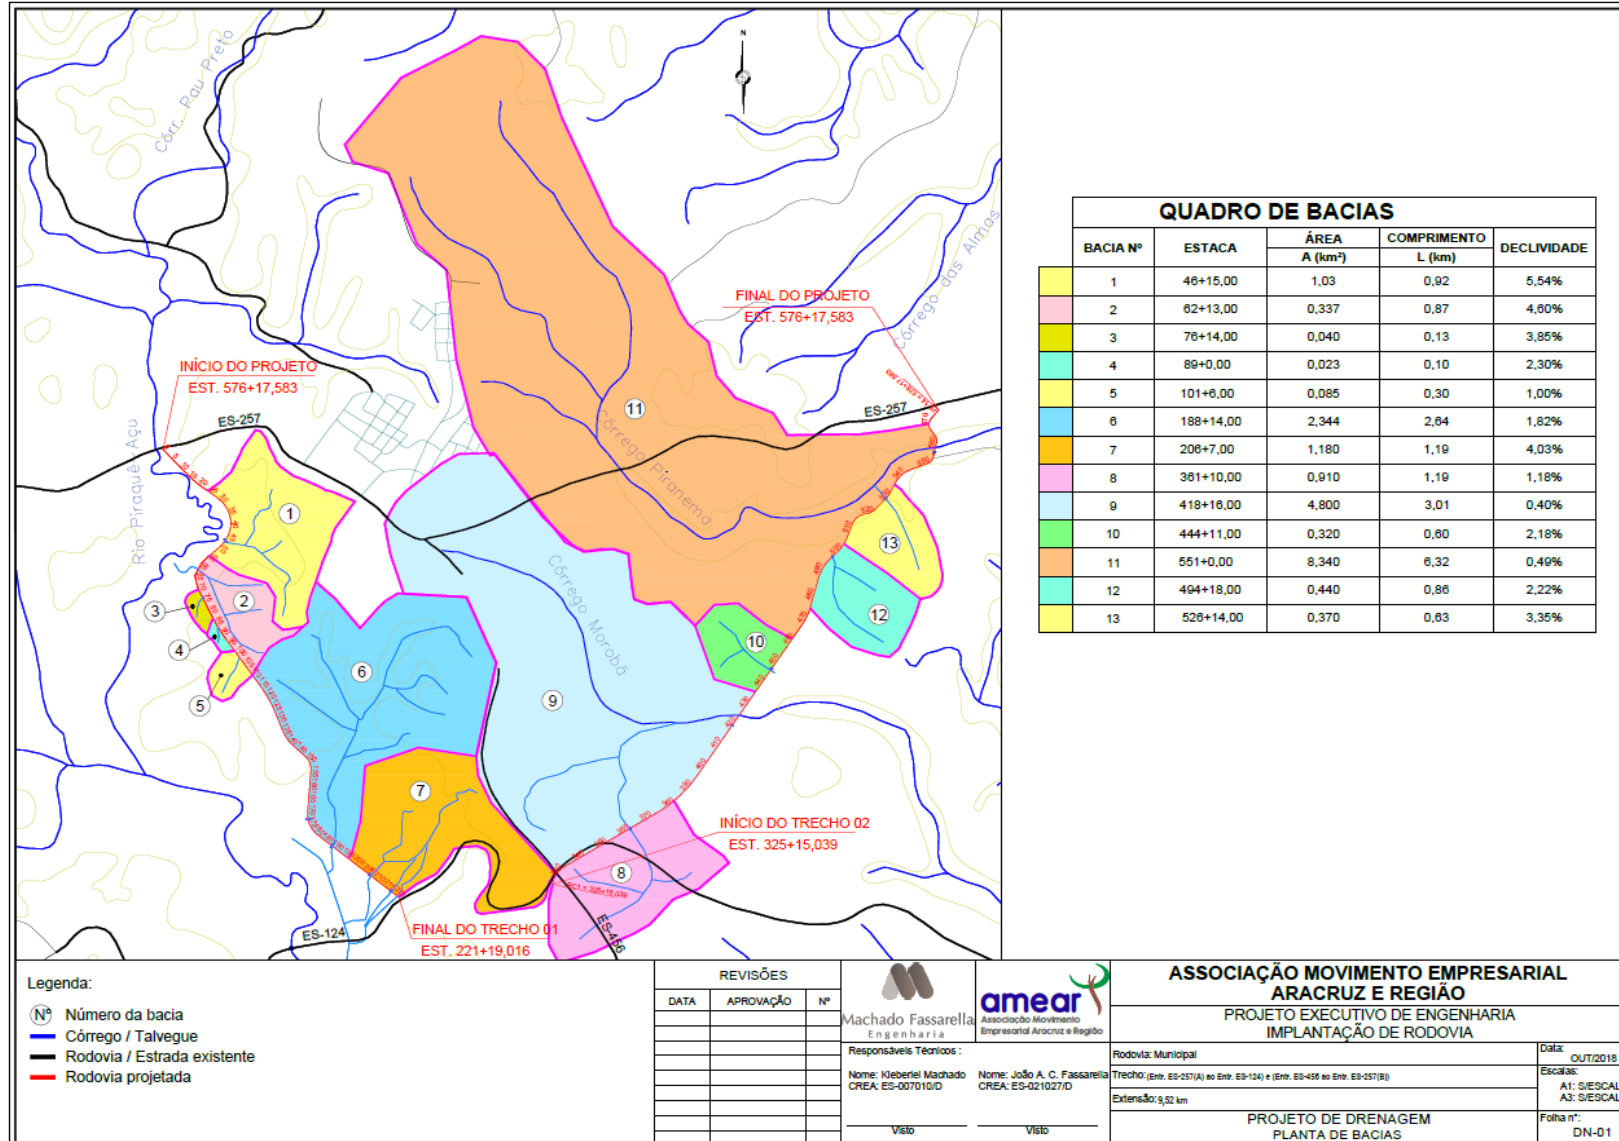 Córr. Pau Preto
N
Córrego das Almas
FINAL DO PROJETO
EST. 576+17,583
INÍCIO DO PROJETO
EST. 576+17,583
ES-257
ES-257
Rio Piraquê-Açu
Córrego Piranema
Córrego Morobá
1
2
3
4
5
6
7
8
9
10
11
12
13
INÍCIO DO TRECHO 02
EST. 325+15,039
FINAL DO TRECHO 01
EST. 221+19,016
ES-124
ES-456
QUADRO DE BACIAS
BACIA Nº ESTACA ÁREA A (km²) COMPRIMENTO L (km) DECLIVIDADE
1 46+15,00 1,03 0,92 5,54%
2 62+13,00 0,337 0,87 4,60%
3 76+14,00 0,040 0,13 3,85%
4 89+0,00 0,023 0,10 2,30%
5 101+6,00 0,085 0,30 1,00%
6 188+14,00 2,344 2,64 1,82%
7 206+7,00 1,180 1,19 4,03%
8 361+10,00 0,910 1,19 1,18%
9 418+16,00 4,800 3,01 0,40%
10 444+11,00 0,320 0,60 2,18%
11 551+0,00 8,340 6,32 0,49%
12 494+18,00 0,440 0,86 2,22%
13 526+14,00 0,370 0,63 3,35%
Legenda:
Nº Número da bacia
Córrego / Talvegue
Rodovia / Estrada existente
Rodovia projetada
REVISÕES
DATA APROVAÇÃO Nº
Machado Fassarella
Engenharia
amear
Associação Movimento
Empresarial Aracruz e Região
Responsáveis Técnicos :
Nome: Kleberiel Machado
CREA: ES-007010/D
Nome: João A. C. Fassarella
CREA: ES-021027/D
Visto
Visto
ASSOCIAÇÃO MOVIMENTO EMPRESARIAL
ARACRUZ E REGIÃO
PROJETO EXECUTIVO DE ENGENHARIA
IMPLANTAÇÃO DE RODOVIA
Rodovia: Municipal
Trecho: (Entr. ES-257(A) ao Entr. ES-124) e (Entr. ES-456 ao Entr. ES-257(B))
Extensão: 9,52 km
Data:
OUT/2018
Escalas:
A1: S/ESCAL
A3: S/ESCAL
PROJETO DE DRENAGEM
PLANTA DE BACIAS
Folha nº:
DN-01